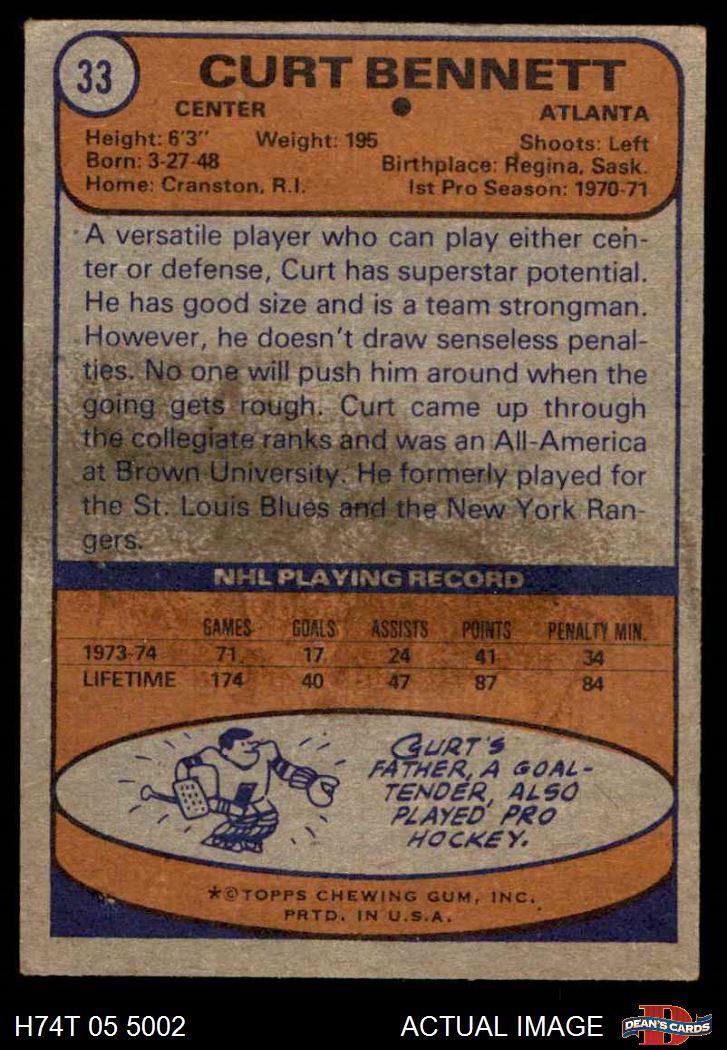 33
CURT BENNETT
CENTER ATLANTA
Height: 6'3" Weight: 195 Shoots: Left
Born: 3-27-48 Birthplace: Regina, Sask.
Home: Cranston, R.I. Ist Pro Season: 1970-71
A versatile player who can play either cen-
ter or defense, Curt has superstar potential.
He has good size and is a team strongman.
However, he doesn't draw senseless penal-
ties. No one will push him around when the
going gets rough. Curt came up through
the collegiate ranks and was an All-America
at Brown University. He formerly played for
the St. Louis Blues and the New York Ran-
gers.
NHL PLAYING RECORD
GAMES GOALS ASSISTS POINTS PENALTY MIN.
1973-74 71 17 24 41 34
LIFETIME 174 40 47 87 84
CURT'S
FATHER, A GOAL-
TENDER, ALSO
PLAYED PRO
HOCKEY.
*©TOPPS CHEWING GUM, INC.
PRTD. IN U.S.A.
H74T 05 5002 ACTUAL IMAGE
D
DEAN'S CARDS